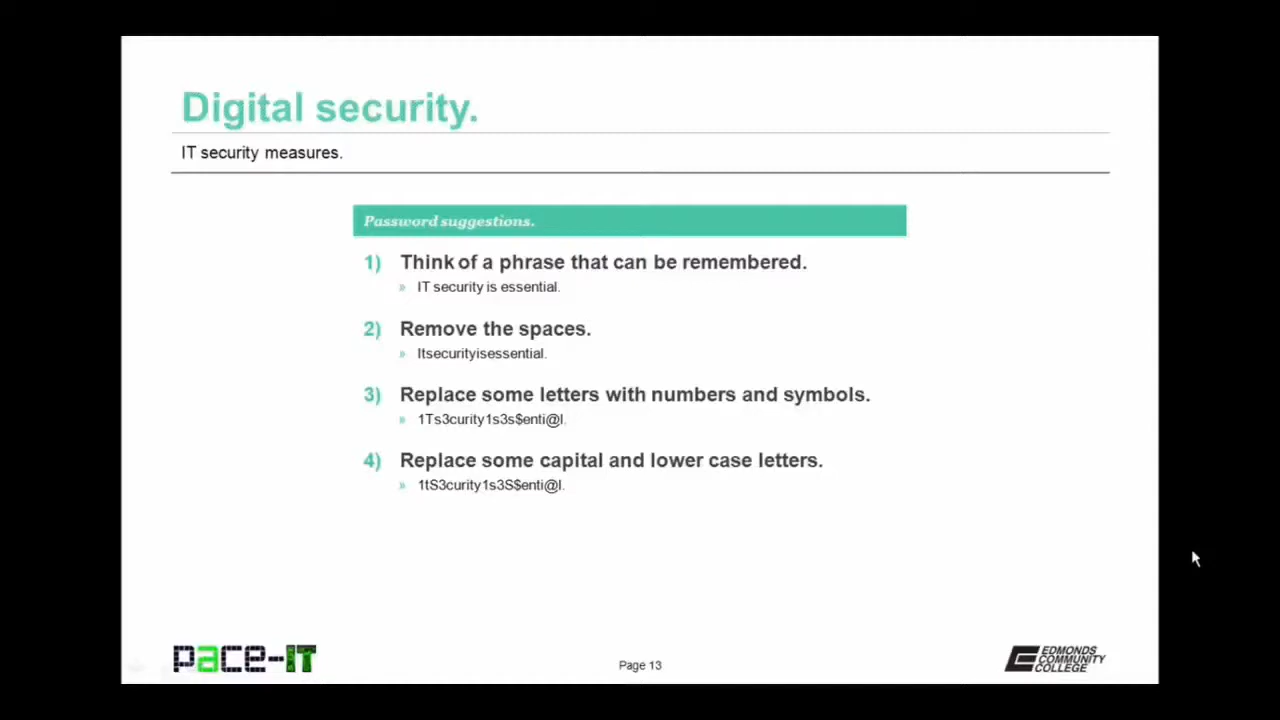 Digital security.
IT security measures.
Password suggestions.
1) Think of a phrase that can be remembered.
» IT security is essential.
2) Remove the spaces.
» Itsecurityisessential.
3) Replace some letters with numbers and symbols.
» 1Ts3curity1s3s$enti@l.
4) Replace some capital and lower case letters.
» 1tS3curity1s3S$enti@l.
pace-IT
Page 13
EDMONDS
COMMUNITY
COLLEGE